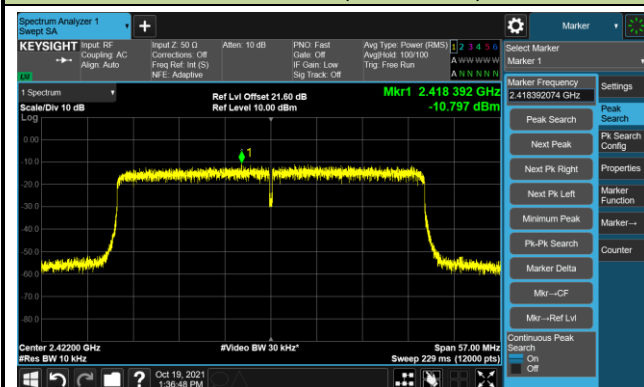 Spectrum Analyzer 1
Swept SA
+
Marker
KEYSIGHT Input: RF
Coupling: AC
Align: Auto
Input Z: 50 Ω
Corrections: Off
Freq Ref: Int (S)
NFE: Adaptive
Atten: 10 dB
PNO: Fast
Gate: Off
IF Gain: Low
Sig Track: Off
Avg Type: Power (RMS)
Avg|Hold: 100/100
Trig: Free Run
1 2 3 4 5 6
A W W W W W
A N N N N N
Select Marker
Marker 1
LXI
1 Spectrum
Scale/Div 10 dB
Log
Ref Lvl Offset 21.60 dB
Ref Level 10.00 dBm
Mkr1 2.418 392 GHz
-10.797 dBm
0.00
-10.0
-20.0
-30.0
-40.0
-50.0
-60.0
-70.0
-80.0
1
Center 2.42200 GHz
#Res BW 10 kHz
#Video BW 30 kHz*
Span 57.00 MHz
Sweep 229 ms (12000 pts)
Marker Frequency
2.418392074 GHz
Peak Search
Next Peak
Next Pk Right
Next Pk Left
Minimum Peak
Pk-Pk Search
Marker Delta
Mkr→CF
Mkr→Ref Lvl
Continuous Peak
Search
On
Off
Settings
Peak
Search
Pk Search
Config
Properties
Marker
Function
Marker→
Counter
?
Oct 19, 2021
1:36:48 PM